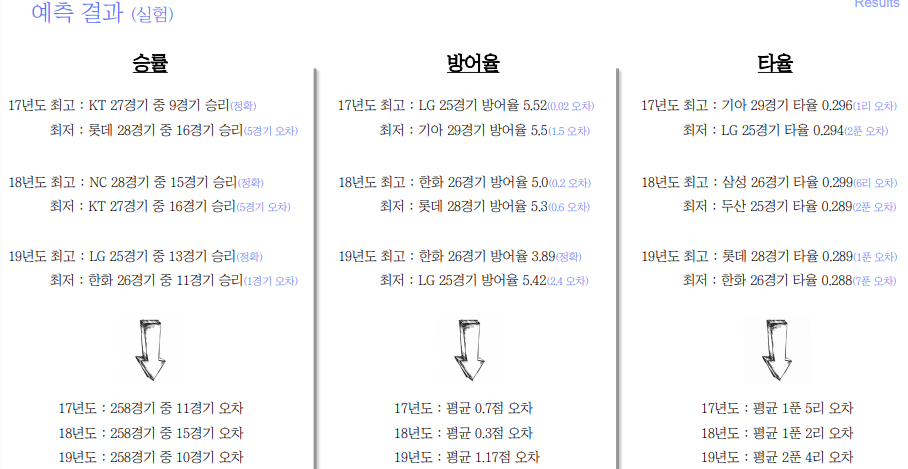 예측 결과 (실험)
Results
승률
17년도 최고 : KT 27경기 중 9경기 승리(정확)
최저 : 롯데 28경기 중 16경기 승리(5경기 오차)
18년도 최고 : NC 28경기 중 15경기 승리(정확)
최저 : KT 27경기 중 16경기 승리(5경기 오차)
19년도 최고 : LG 25경기 중 13경기 승리(정확)
최저 : 한화 26경기 중 11경기 승리(1경기 오차)
17년도 : 258경기 중 11경기 오차
18년도 : 258경기 중 15경기 오차
19년도 : 258경기 중 10경기 오차
방어율
17년도 최고 : LG 25경기 방어율 5.52(0.02 오차)
최저 : 기아 29경기 방어율 5.5(1.5 오차)
18년도 최고 : 한화 26경기 방어율 5.0(0.2 오차)
최저 : 롯데 28경기 방어율 5.3(0.6 오차)
19년도 최고 : 한화 26경기 방어율 3.89(정확)
최저 : LG 25경기 방어율 5.42(2.4 오차)
17년도 : 평균 0.7점 오차
18년도 : 평균 0.3점 오차
19년도 : 평균 1.17점 오차
타율
17년도 최고 : 기아 29경기 타율 0.296(1리 오차)
최저 : LG 25경기 타율 0.294(2푼 오차)
18년도 최고 : 삼성 26경기 타율 0.299(6리 오차)
최저 : 두산 25경기 타율 0.289(2푼 오차)
19년도 최고 : 롯데 28경기 타율 0.289(1푼 오차)
최저 : 한화 26경기 타율 0.288(7푼 오차)
17년도 : 평균 1푼 5리 오차
18년도 : 평균 1푼 2리 오차
19년도 : 평균 2푼 4리 오차